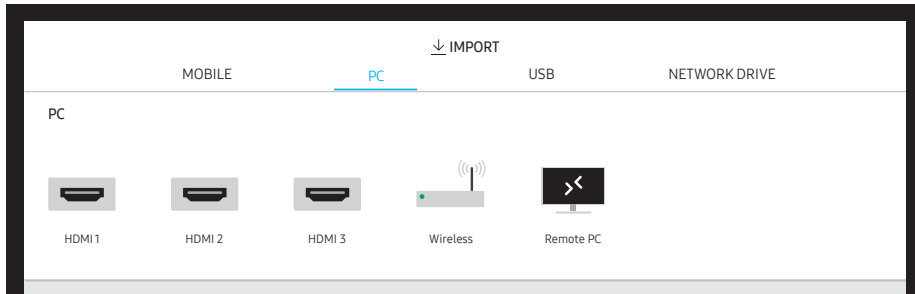 IMPORT
MOBILE PC USB NETWORK DRIVE
PC
HDMI 1 HDMI 2 HDMI 3 Wireless Remote PC